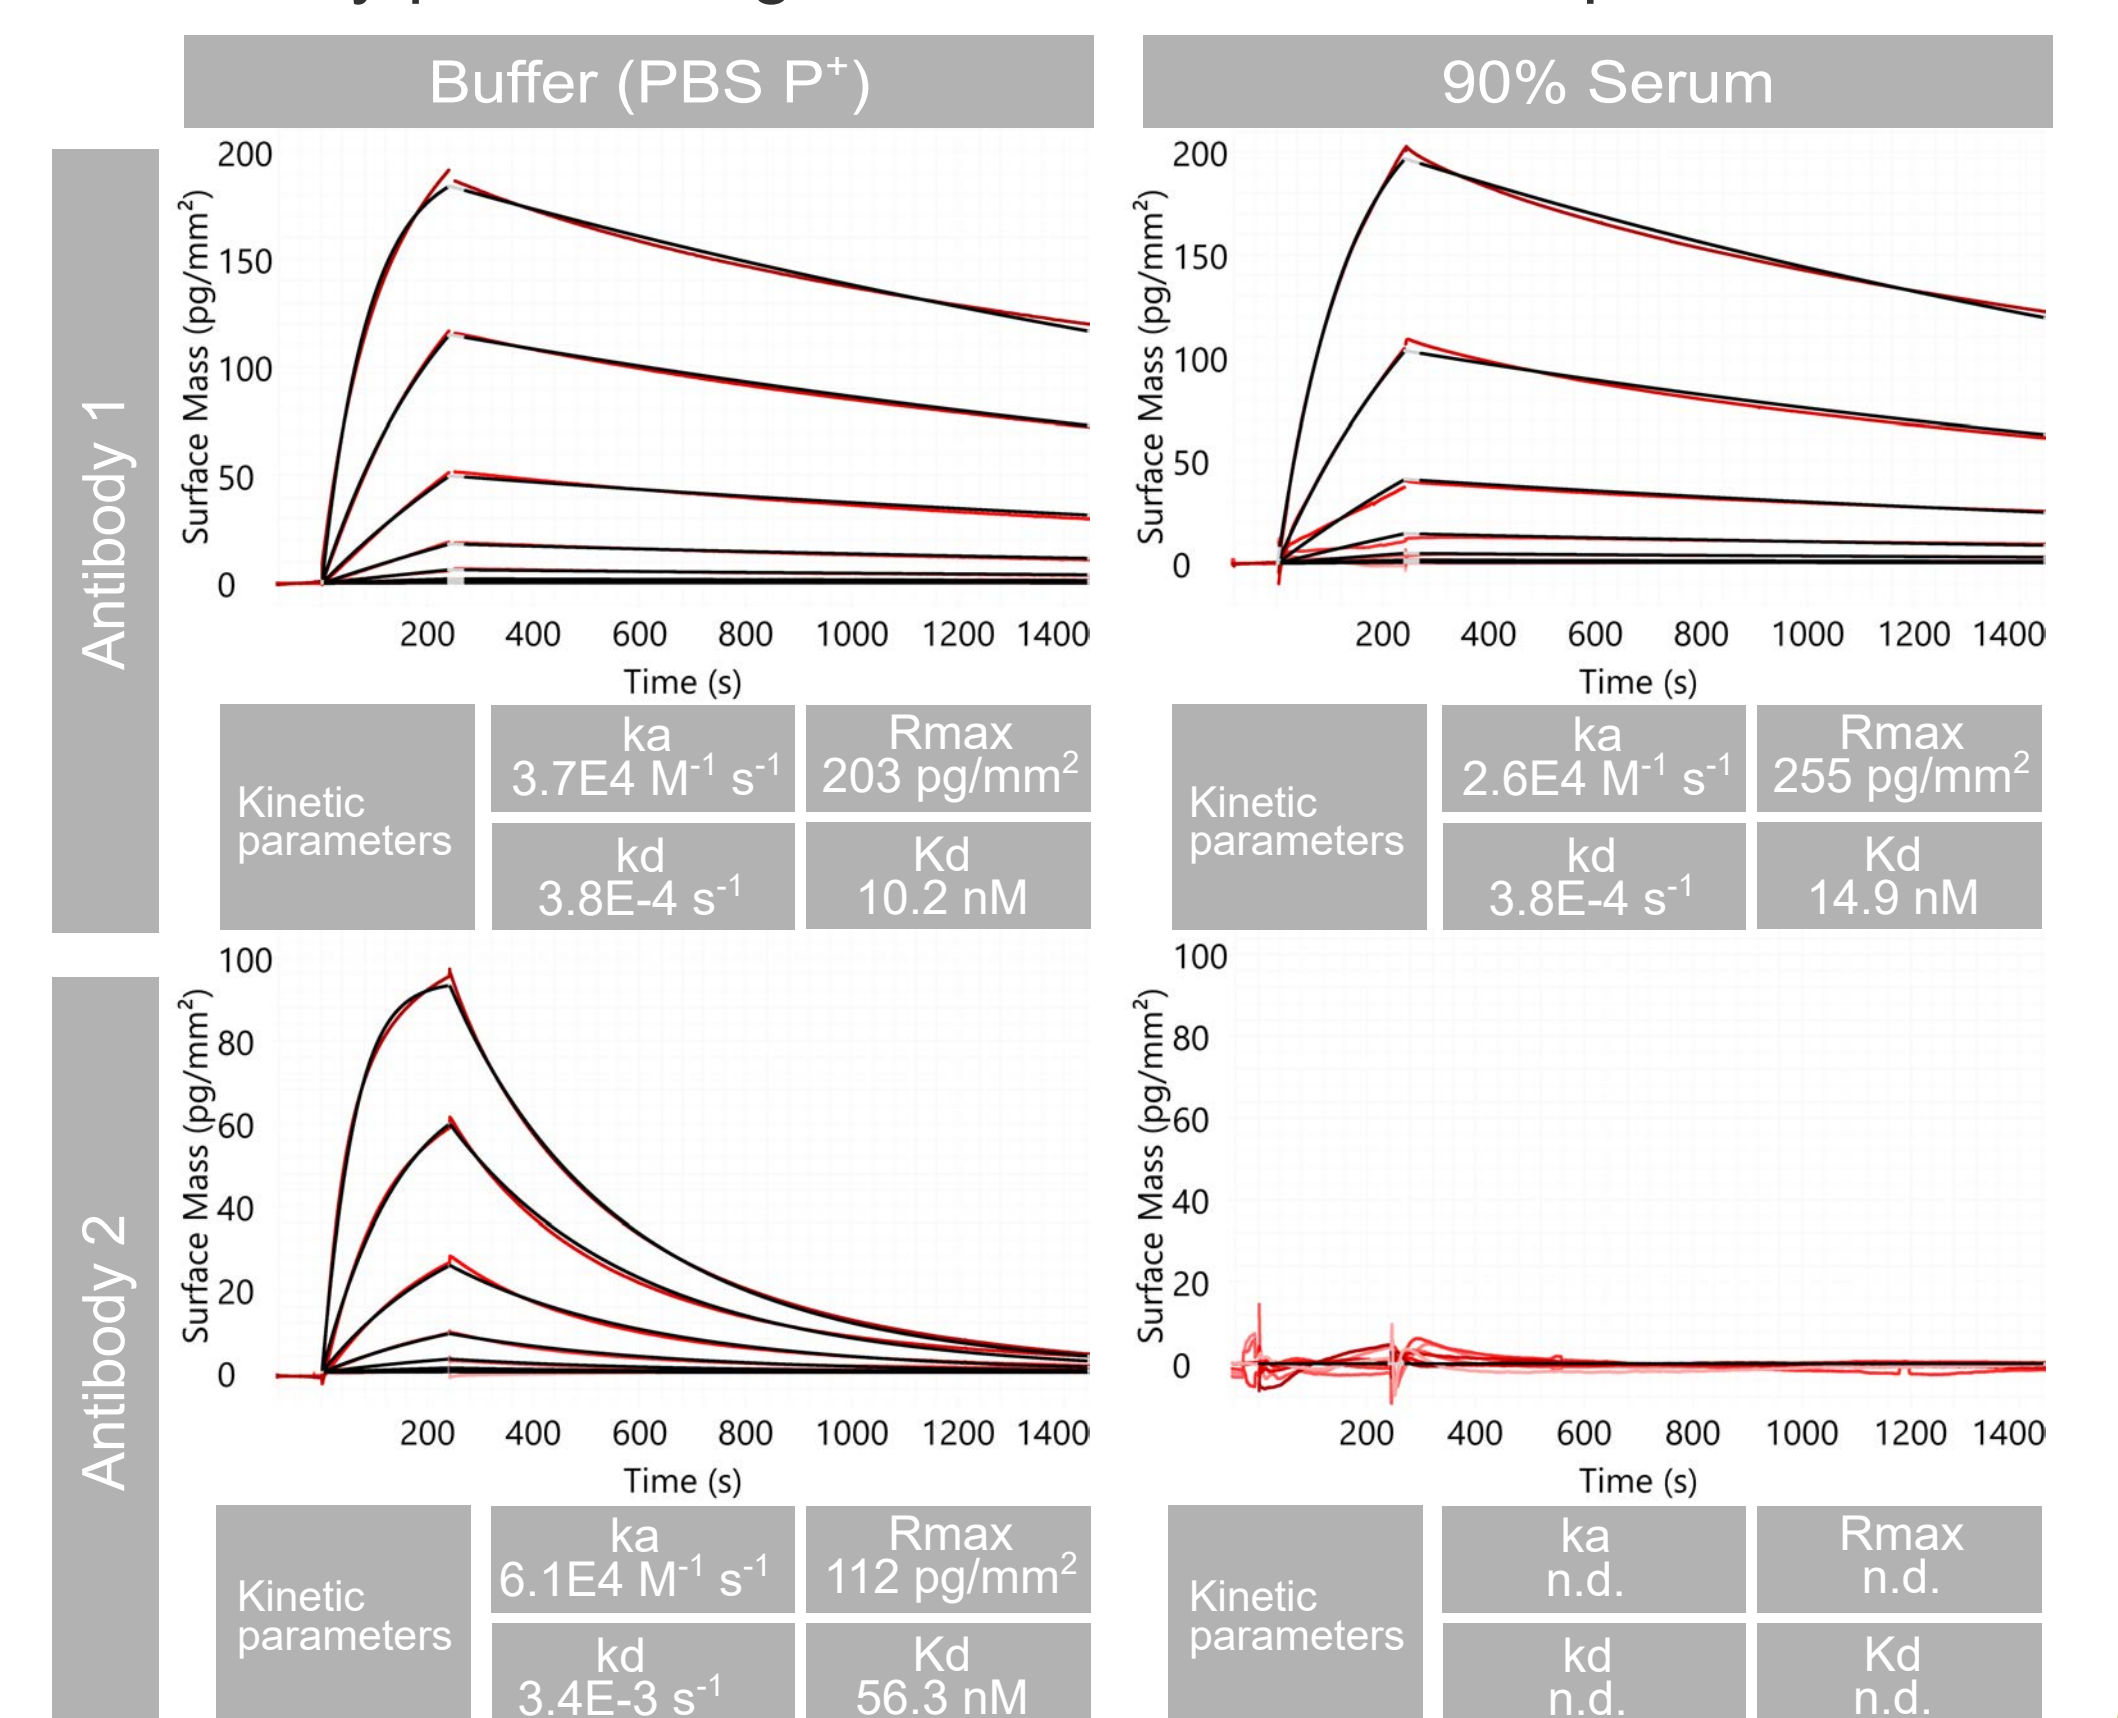 Buffer (PBS P⁺)
90% Serum
Antibody 1
Surface Mass (pg/mm²)
200
150
100
50
0
200 400 600 800 1000 1200 1400
Time (s)
Surface Mass (pg/mm²)
200
150
100
50
0
200 400 600 800 1000 1200 1400
Time (s)
Kinetic
parameters
ka
3.7E4 M⁻¹ s⁻¹
Rmax
203 pg/mm²
kd
3.8E-4 s⁻¹
Kd
10.2 nM
Kinetic
parameters
ka
2.6E4 M⁻¹ s⁻¹
Rmax
255 pg/mm²
kd
3.8E-4 s⁻¹
Kd
14.9 nM
Antibody 2
Surface Mass (pg/mm²)
100
80
60
40
20
0
200 400 600 800 1000 1200 1400
Time (s)
Surface Mass (pg/mm²)
100
80
60
40
20
0
200 400 600 800 1000 1200 1400
Time (s)
Kinetic
parameters
ka
6.1E4 M⁻¹ s⁻¹
Rmax
112 pg/mm²
kd
3.4E-3 s⁻¹
Kd
56.3 nM
Kinetic
parameters
ka
n.d.
Rmax
n.d.
kd
n.d.
Kd
n.d.